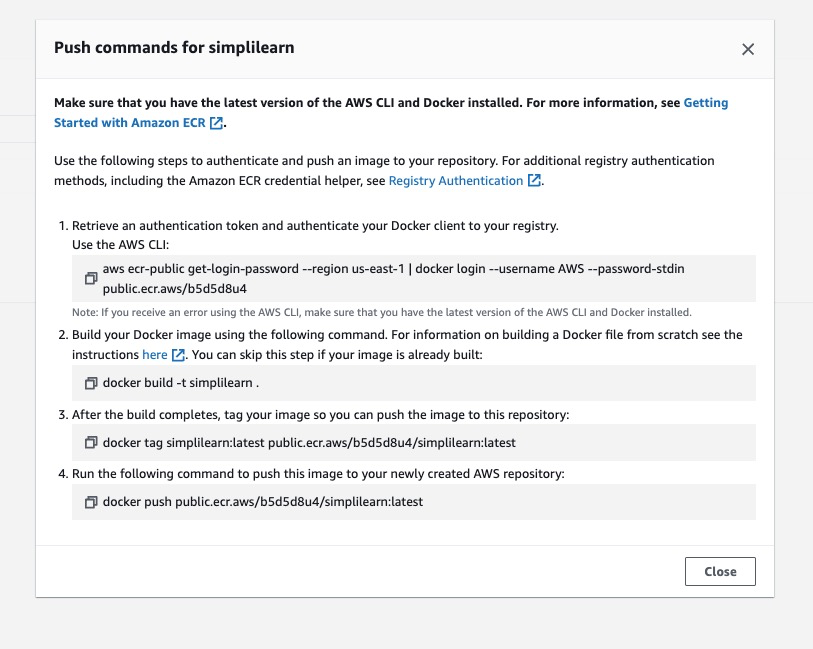 Push commands for simplilearn
Make sure that you have the latest version of the AWS CLI and Docker installed. For more information, see Getting
Started with Amazon ECR.
Use the following steps to authenticate and push an image to your repository. For additional registry authentication
methods, including the Amazon ECR credential helper, see Registry Authentication.
1. Retrieve an authentication token and authenticate your Docker client to your registry.
Use the AWS CLI:
aws ecr-public get-login-password --region us-east-1 | docker login --username AWS --password-stdin
public.ecr.aws/b5d5d8u4
Note: If you receive an error using the AWS CLI, make sure that you have the latest version of the AWS CLI and Docker installed.
2. Build your Docker image using the following command. For information on building a Docker file from scratch see the
instructions here. You can skip this step if your image is already built:
docker build -t simplilearn .
3. After the build completes, tag your image so you can push the image to this repository:
docker tag simplilearn:latest public.ecr.aws/b5d5d8u4/simplilearn:latest
4. Run the following command to push this image to your newly created AWS repository:
docker push public.ecr.aws/b5d5d8u4/simplilearn:latest
Close